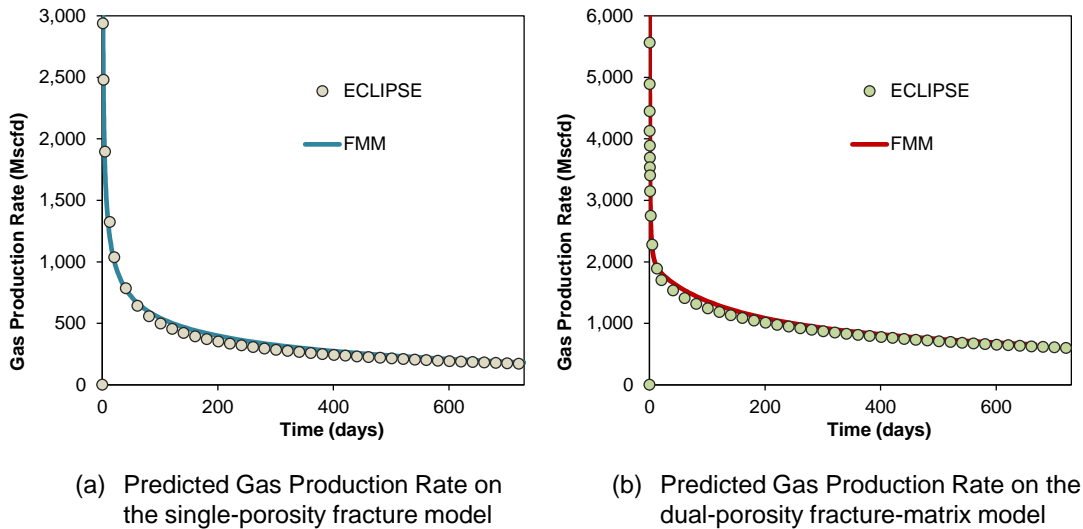 3,000
2,500
2,000
1,500
1,000
500
0
Gas Production Rate (Mscfd)
0 200 400 600
Time (days)
ECLIPSE
FMM
(a) Predicted Gas Production Rate on
the single-porosity fracture model
6,000
5,000
4,000
3,000
2,000
1,000
0
Gas Production Rate (Mscfd)
0 200 400 600
Time (days)
ECLIPSE
FMM
(b) Predicted Gas Production Rate on the
dual-porosity fracture-matrix model